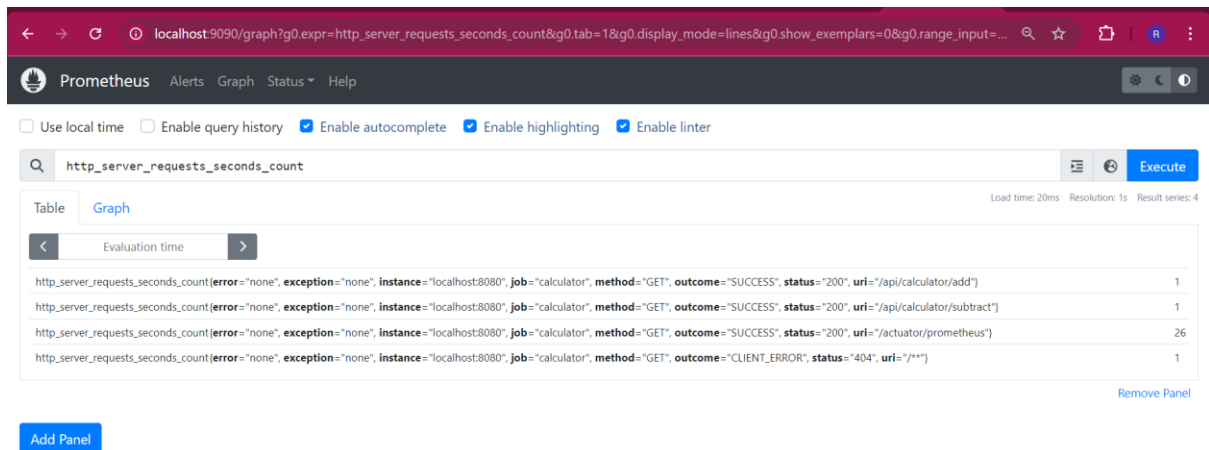 localhost:9090/graph?g0.expr=http_server_requests_seconds_count&g0.tab=1&g0.display_mode=lines&g0.show_exemplars=0&g0.range_input=... R
Prometheus Alerts Graph Status Help
Use local time Enable query history Enable autocomplete Enable highlighting Enable linter
http_server_requests_seconds_count Execute
Load time: 20ms Resolution: 1s Result series: 4
Table Graph
< Evaluation time >
http_server_requests_seconds_count{error="none", exception="none", instance="localhost:8080", job="calculator", method="GET", outcome="SUCCESS", status="200", uri="/api/calculator/add"} 1
http_server_requests_seconds_count{error="none", exception="none", instance="localhost:8080", job="calculator", method="GET", outcome="SUCCESS", status="200", uri="/api/calculator/subtract"} 1
http_server_requests_seconds_count{error="none", exception="none", instance="localhost:8080", job="calculator", method="GET", outcome="SUCCESS", status="200", uri="/actuator/prometheus"} 26
http_server_requests_seconds_count{error="none", exception="none", instance="localhost:8080", job="calculator", method="GET", outcome="CLIENT_ERROR", status="404", uri="/**"} 1
Remove Panel
Add Panel